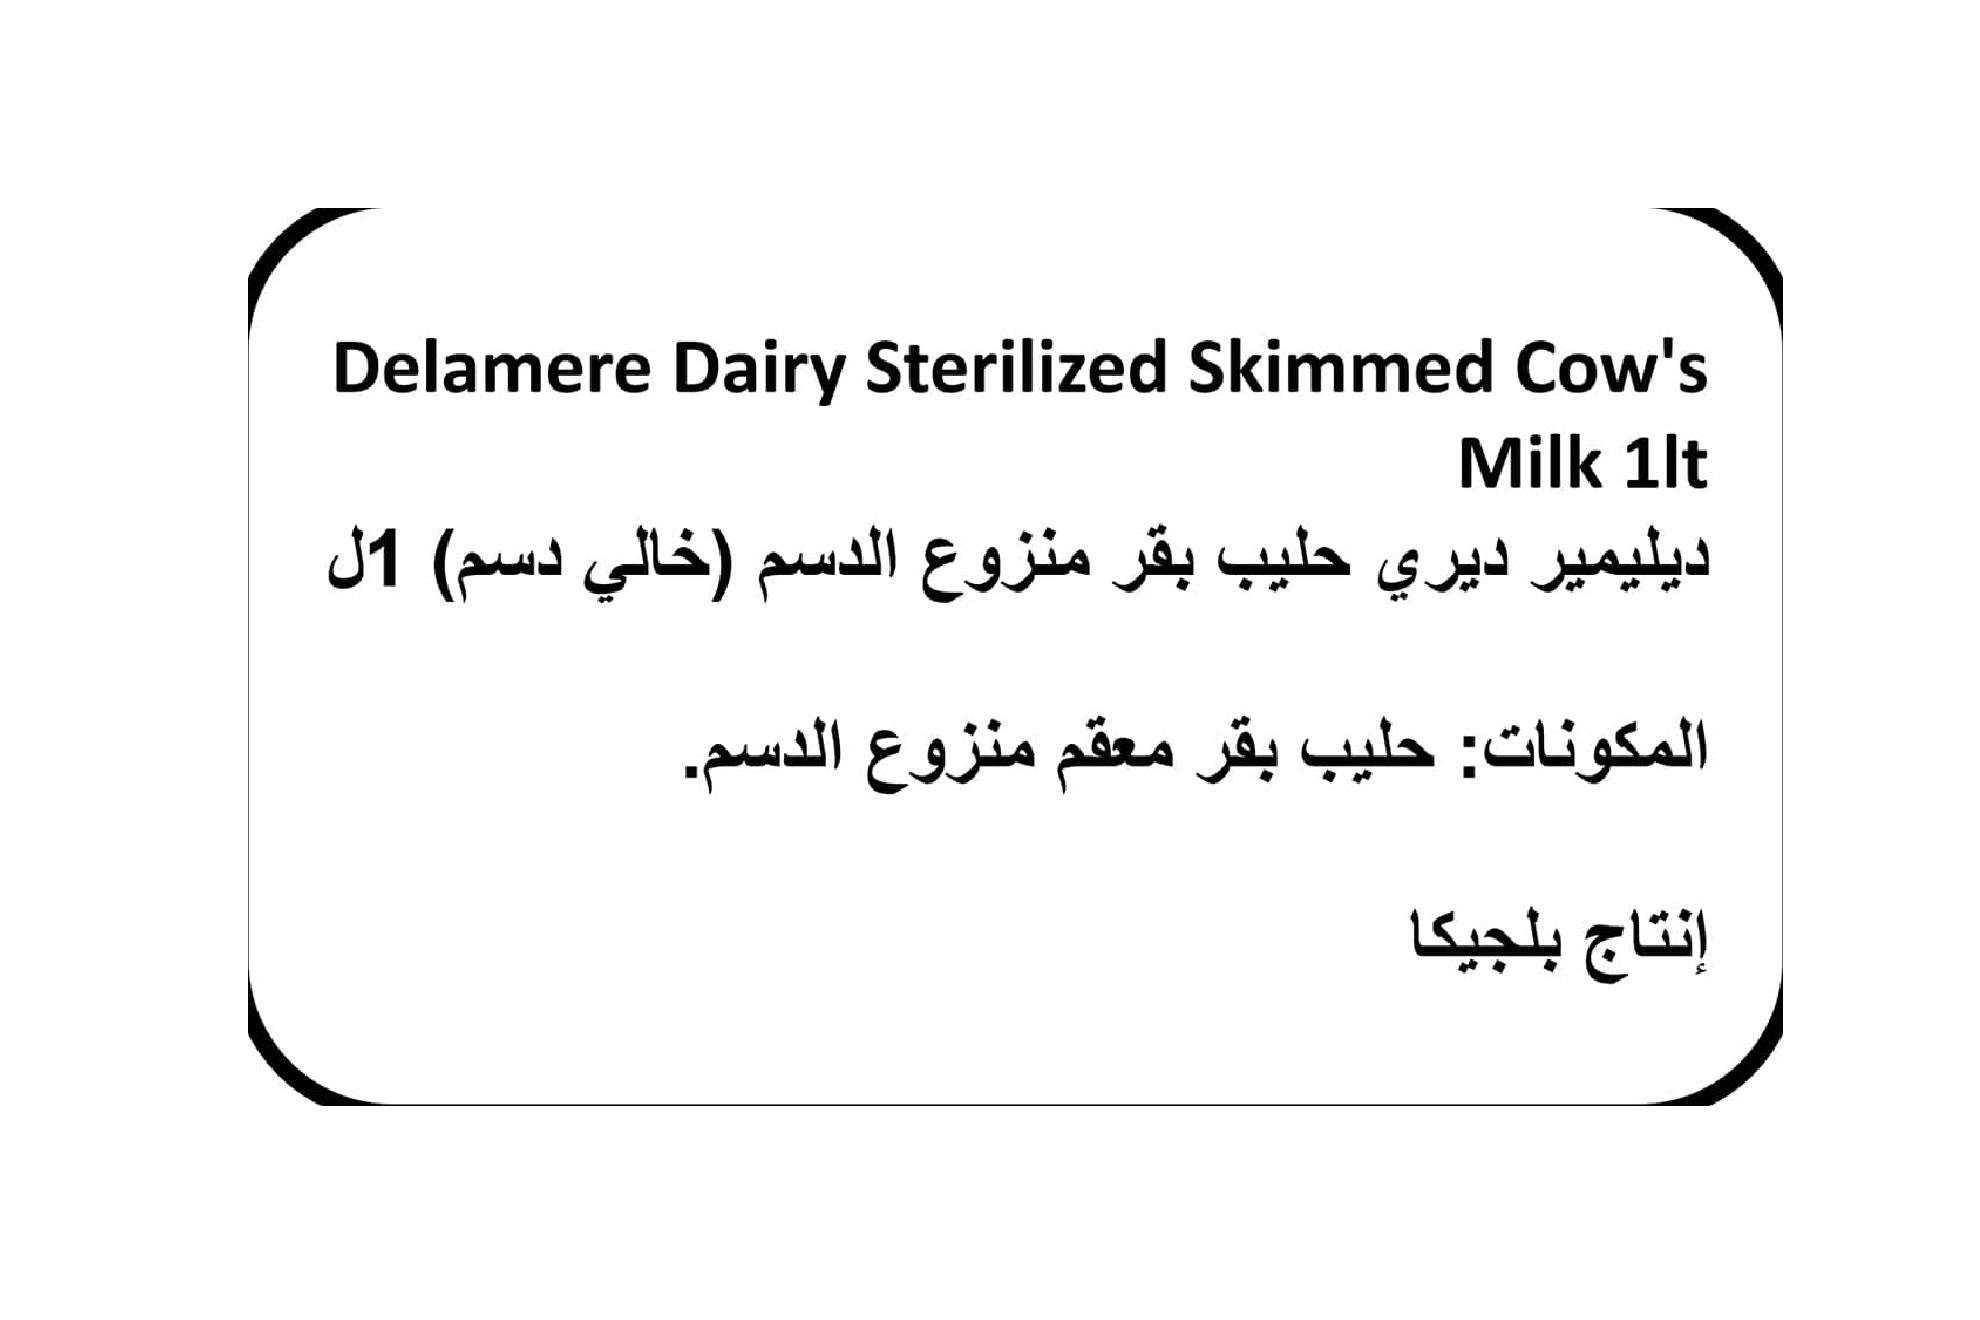 Delamere Dairy Sterilized Skimmed Cow's
Milk 1lt
ديليمير ديري حليب بقر منزوع الدسم (خالي دسم) 1ل
المكونات: حليب بقر معقم منزوع الدسم.
إنتاج بلجيكا